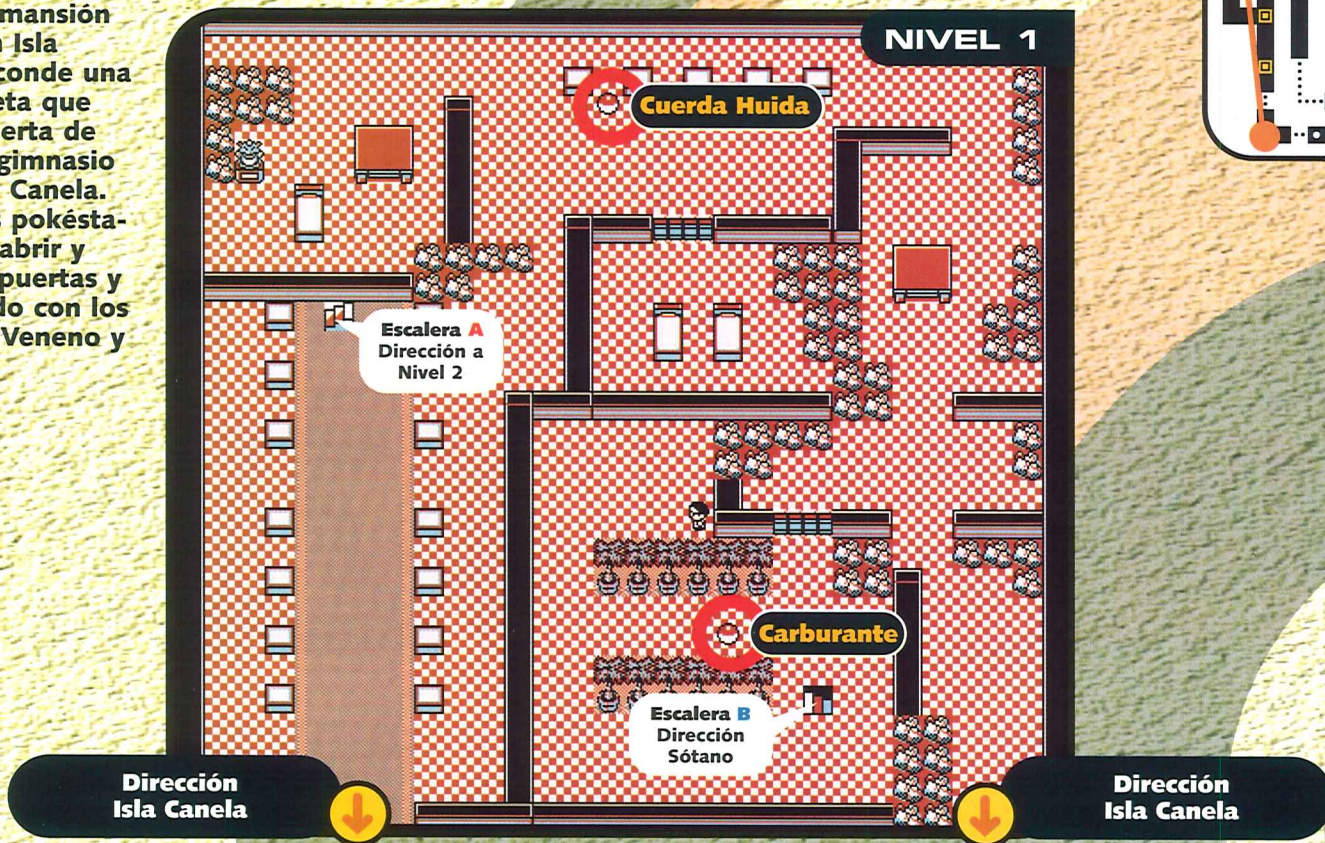 mansión
Isla
conde una
eta que
erta de
gimnasio
Canela.
pokésta-
abrir y
puertas y
do con los
Veneno y
NIVEL 1
Cuerda Huida
Escalera A
Dirección a
Nivel 2
Carburante
Escalera B
Dirección
Sótano
Dirección
Isla Canela
Dirección
Isla Canela